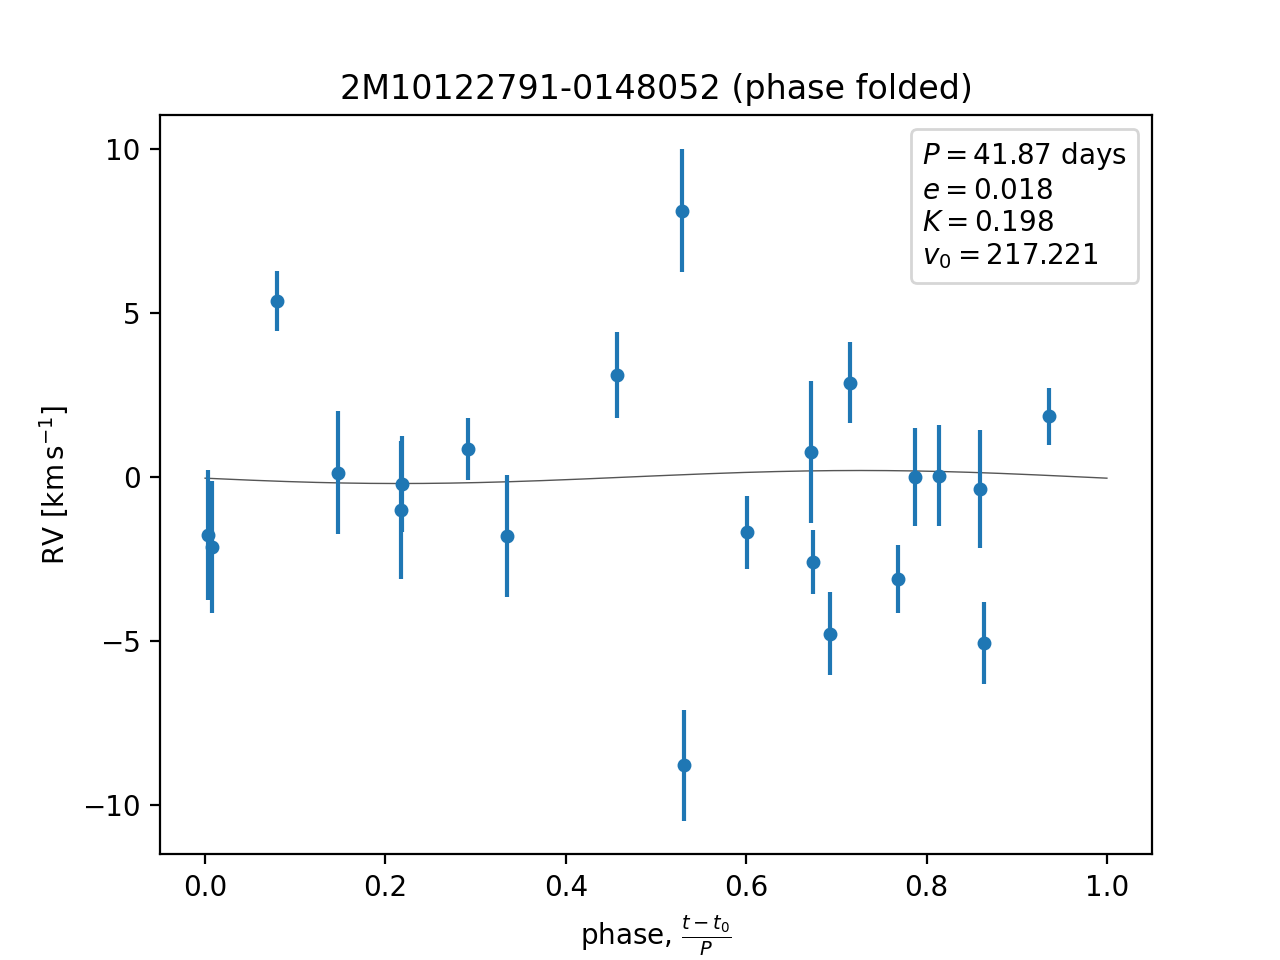 2M10122791-0148052 (phase folded)
P = 41.87 days
e = 0.018
K = 0.198
v₀ = 217.221
RV [km s⁻¹]
10
5
0
−5
−10
0.0 0.2 0.4 0.6 0.8 1.0
phase, (t − t₀)/P